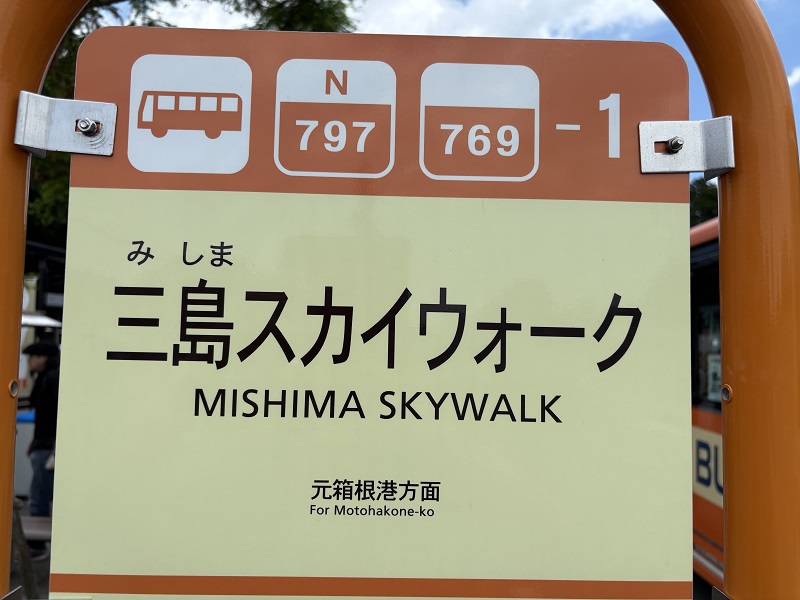 N
797 769 - 1
み しま
三島スカイウォーク
MISHIMA SKYWALK
元箱根港方面
For Motohakone-ko
BU